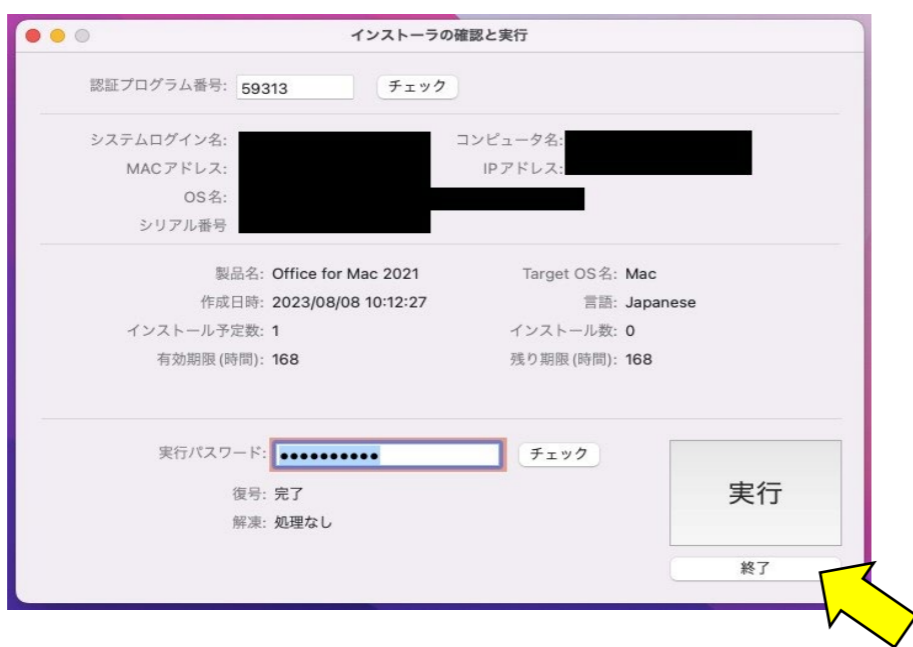 インストーラの確認と実行
認証プログラム番号: 59313 チェック
システムログイン名: コンピュータ名:
MACアドレス: IPアドレス:
OS名:
シリアル番号
製品名: Office for Mac 2021 Target OS名: Mac
作成日時: 2023/08/08 10:12:27 言語: Japanese
インストール予定数: 1 インストール数: 0
有効期限(時間): 168 残り期限(時間): 168
実行パスワード: •••••••••• チェック
復号: 完了
解凍: 処理なし
実行
終了